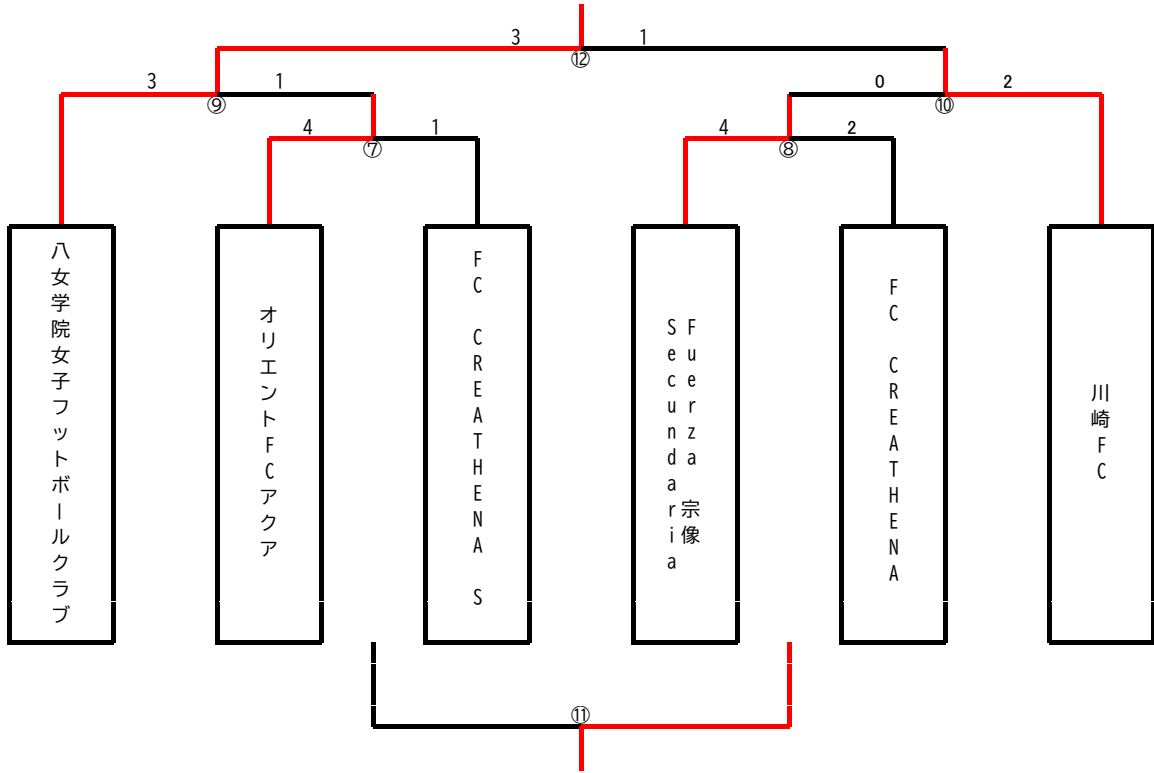 3 1
⑫
3 1 0 2
⑨ ⑩
4 1 4 2
⑦ ⑧
八女学院女子フットボールクラブ
オリエントFCアクア
FC CREATHENA S
Fuerza 宗像
Secundaria
FC CREATHENA
川崎FC
⑪